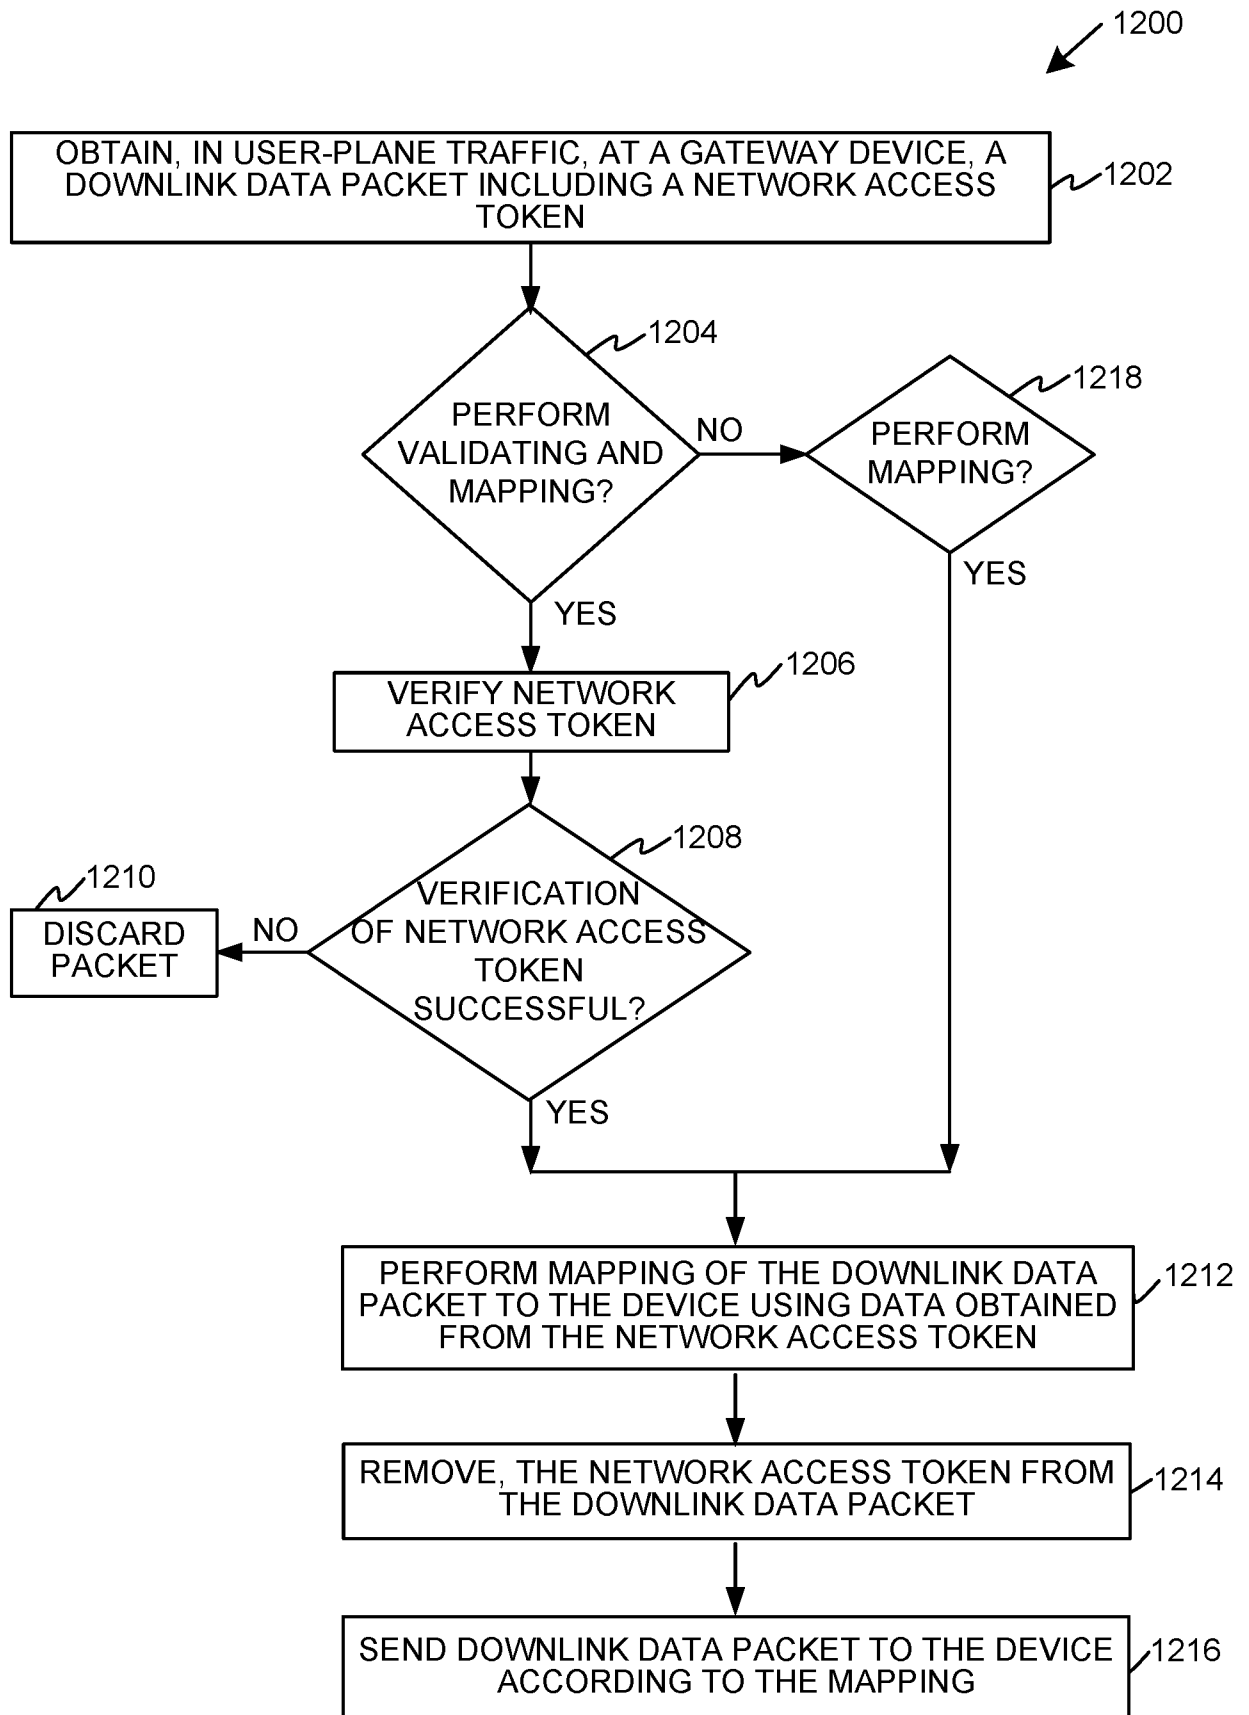 1200
OBTAIN, IN USER-PLANE TRAFFIC, AT A GATEWAY DEVICE, A
DOWNLINK DATA PACKET INCLUDING A NETWORK ACCESS
TOKEN
1202
1204
PERFORM
VALIDATING AND
MAPPING?
NO
1218
PERFORM
MAPPING?
YES
YES
1206
VERIFY NETWORK
ACCESS TOKEN
1208
VERIFICATION
OF NETWORK ACCESS
TOKEN
SUCCESSFUL?
NO
1210
DISCARD
PACKET
YES
PERFORM MAPPING OF THE DOWNLINK DATA
PACKET TO THE DEVICE USING DATA OBTAINED
FROM THE NETWORK ACCESS TOKEN
1212
REMOVE, THE NETWORK ACCESS TOKEN FROM
THE DOWNLINK DATA PACKET
1214
SEND DOWNLINK DATA PACKET TO THE DEVICE
ACCORDING TO THE MAPPING
1216